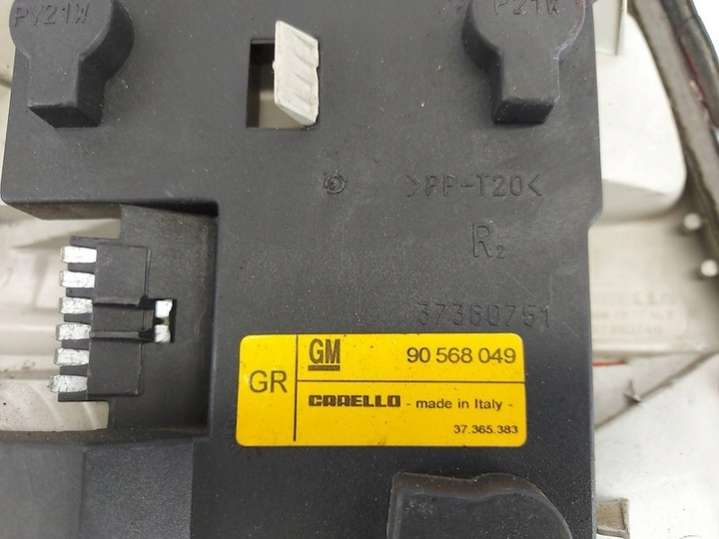 PY21W
P21W
>PP-T20<
R2
37360751
GR
GM 90 568 049
CARELLO - made in Italy -
37.365.383